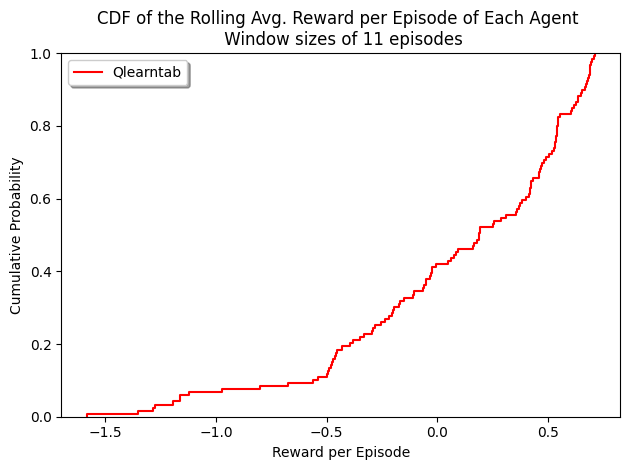 CDF of the Rolling Avg. Reward per Episode of Each Agent
Window sizes of 11 episodes
Qlearntab
1.0
0.8
0.6
0.4
0.2
0.0
Cumulative Probability
−1.5
−1.0
−0.5
0.0
0.5
Reward per Episode